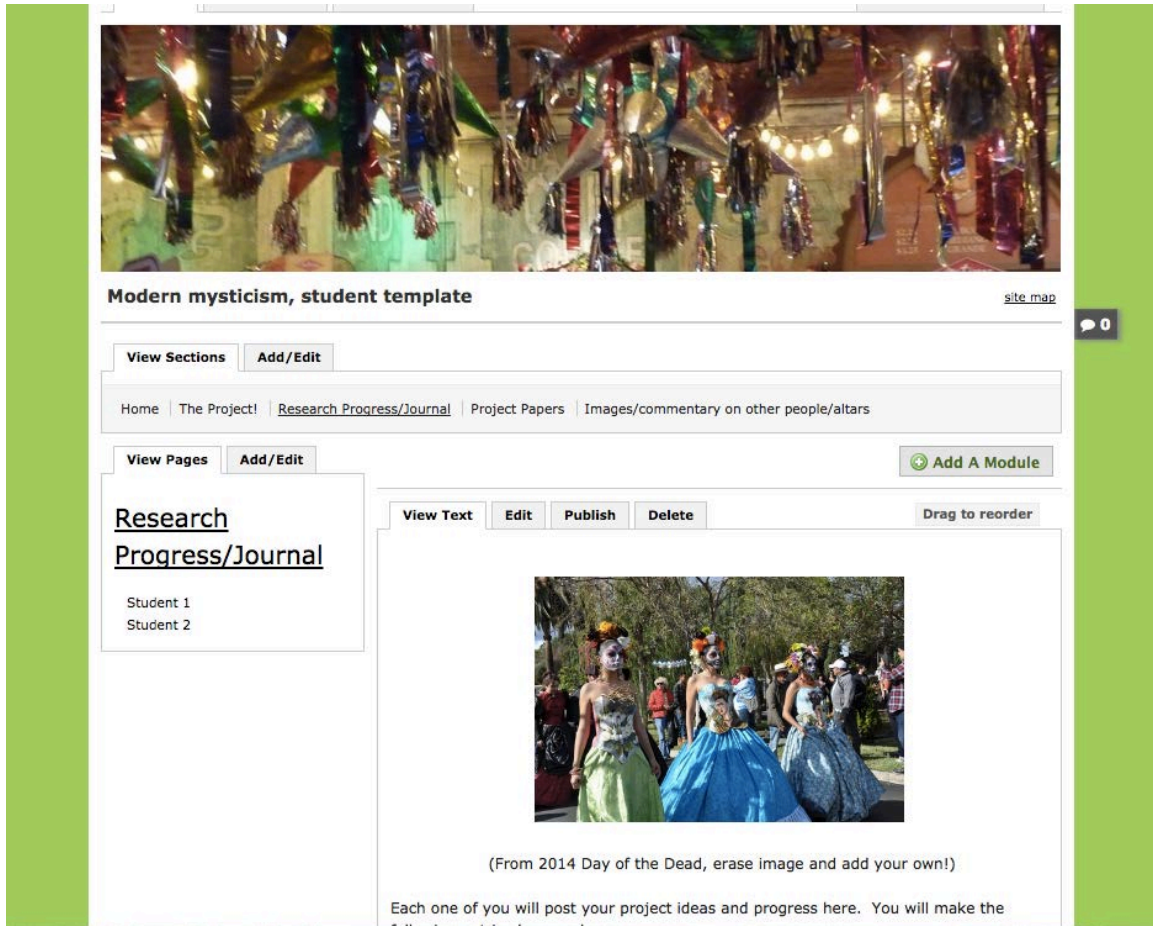 Modern mysticism, student template
site map
0
View Sections
Add/Edit
Home
The Project!
Research Progress/Journal
Project Papers
Images/commentary on other people/altars
View Pages
Add/Edit
Add A Module
Research
Progress/Journal
Student 1
Student 2
View Text
Edit
Publish
Delete
Drag to reorder
(From 2014 Day of the Dead, erase image and add your own!)
Each one of you will post your project ideas and progress here. You will make the